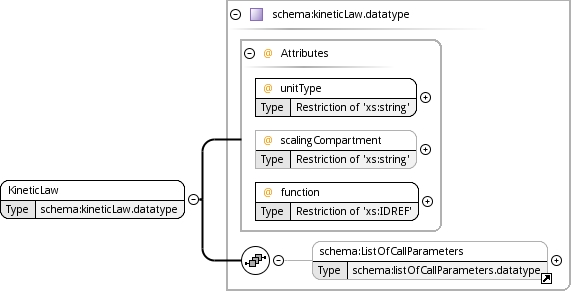 schema:kineticLaw.datatype
@ Attributes
@ unitType
Type Restriction of 'xs:string'
@ scalingCompartment
Type Restriction of 'xs:string'
@ function
Type Restriction of 'xs:IDREF'
KineticLaw
Type schema:kineticLaw.datatype
schema:ListOfCallParameters
Type schema:listOfCallParameters.datatype